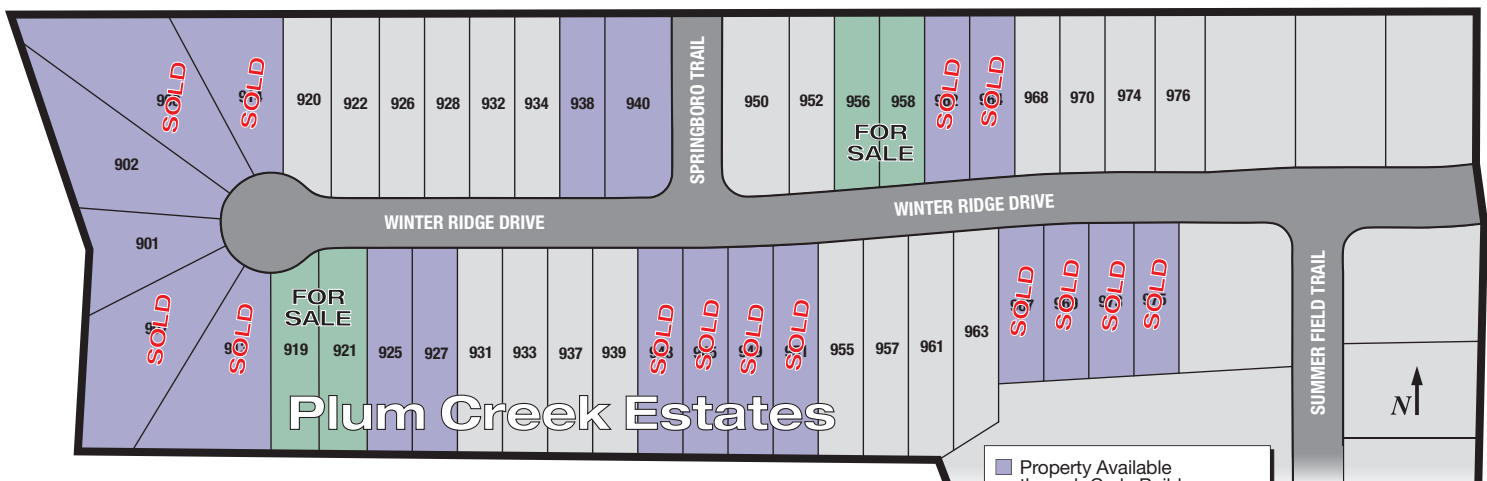 SOLD
SOLD
920
922
926
928
932
934
938
940
SPRINGBORO TRAIL
950
952
956
958
FOR
SALE
SOLD
SOLD
968
970
974
976
902
901
WINTER RIDGE DRIVE
WINTER RIDGE DRIVE
SOLD
SOLD
FOR
SALE
919
921
925
927
931
933
937
939
SOLD
SOLD
SOLD
SOLD
955
957
961
963
SOLD
SOLD
SOLD
SOLD
SUMMER FIELD TRAIL
N
Plum Creek Estates
Property Available